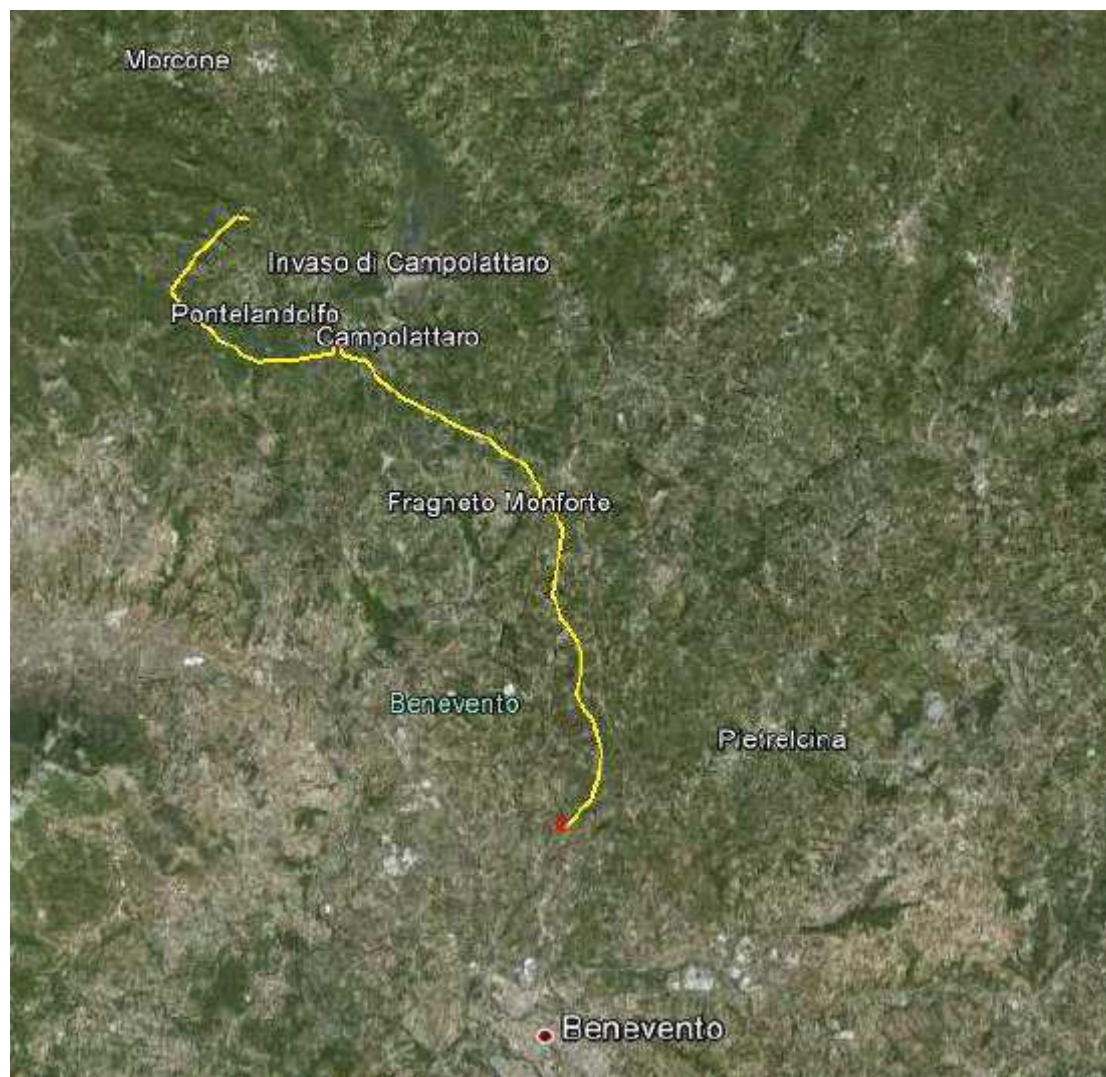 Morcone
Invaso di Campolattaro
Pontelandolfo
Campolattaro
Fragneto Monforte
Benevento
Pietrelcina
Benevento